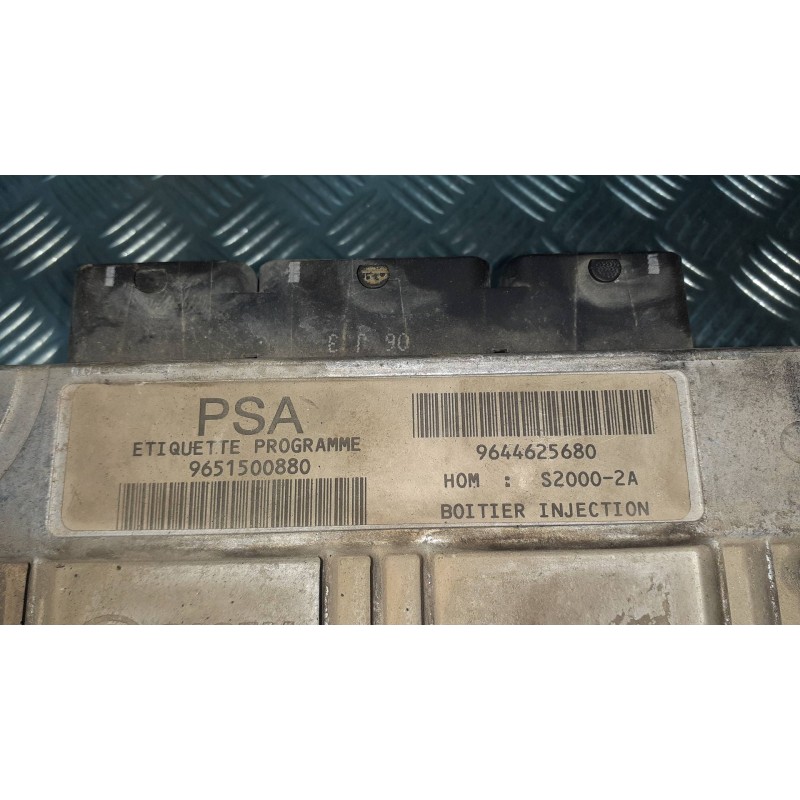 PSA
ETIQUETTE PROGRAMME
9651500880
9644625680
HOM : S2000-2A
BOITIER INJECTION